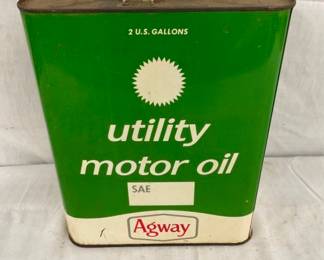 2 U.S. GALLONS
utility
motor oil
SAE
Agway